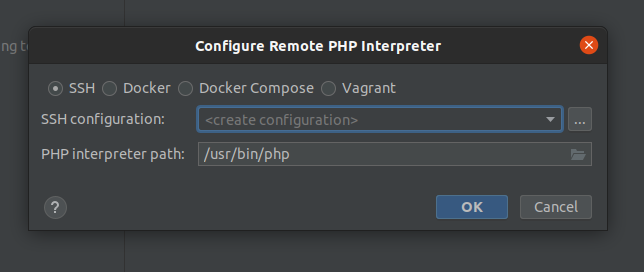 Configure Remote PHP Interpreter
SSH Docker Docker Compose Vagrant
SSH configuration: <create configuration> ...
PHP interpreter path: /usr/bin/php
? OK Cancel